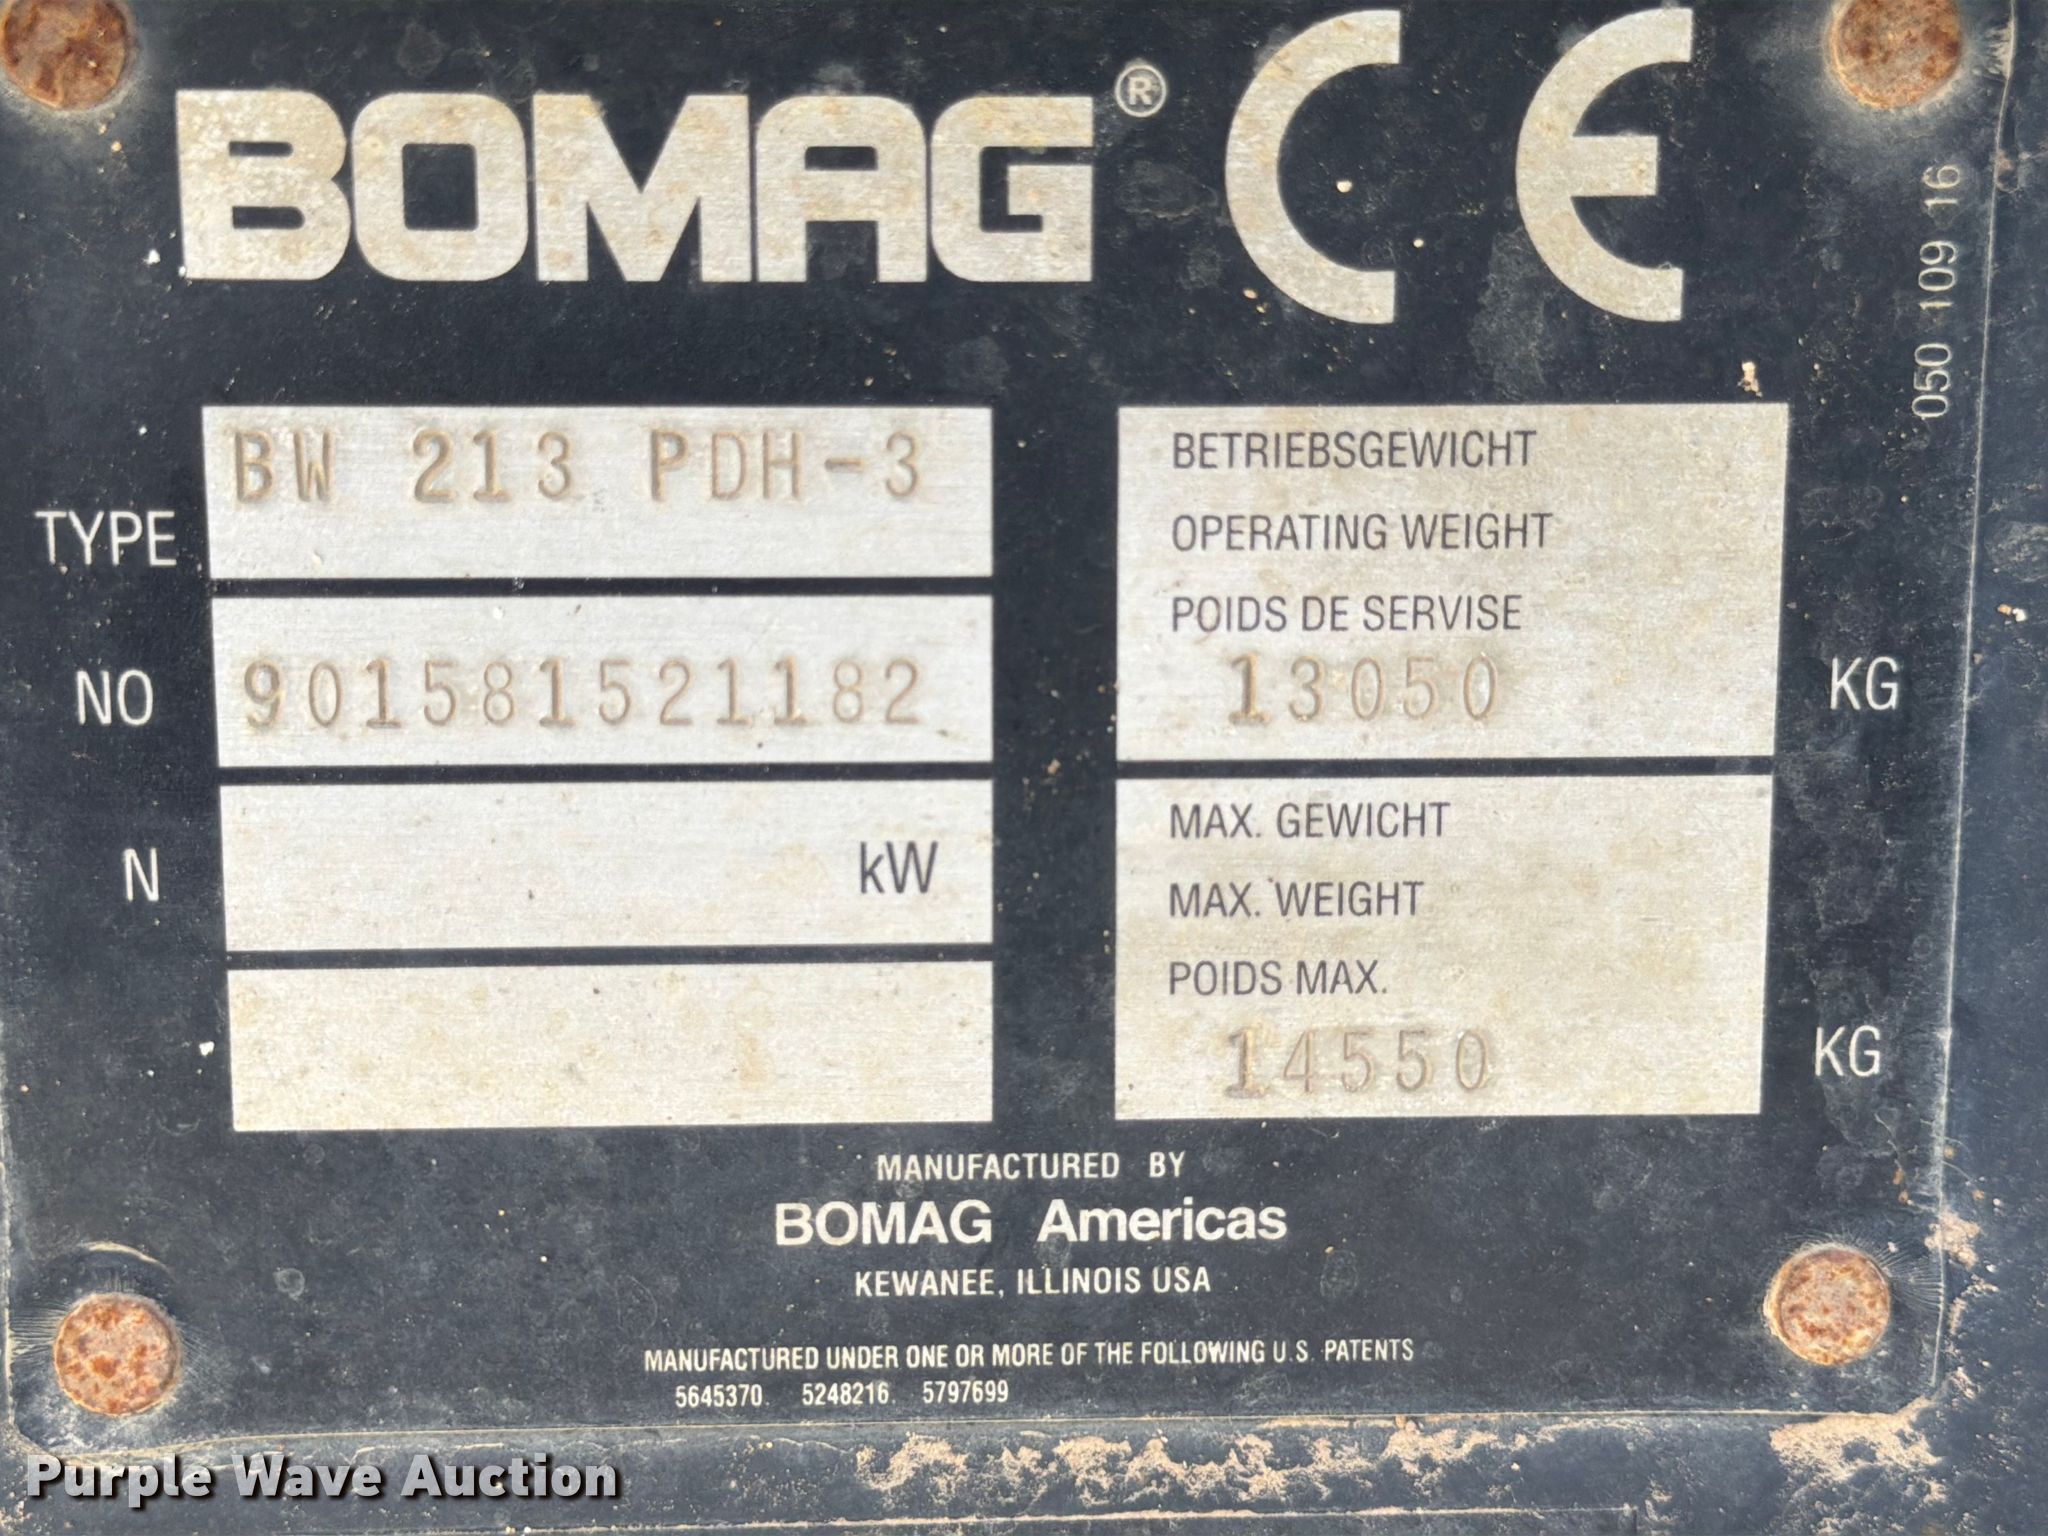 BOMAG® CE
050 109 16
TYPE BW 213 PDH-3
NO 901581521182
N kW
BETRIEBSGEWICHT
OPERATING WEIGHT
POIDS DE SERVISE
13050 KG
MAX. GEWICHT
MAX. WEIGHT
POIDS MAX.
14550 KG
MANUFACTURED BY
BOMAG Americas
KEWANEE, ILLINOIS USA
MANUFACTURED UNDER ONE OR MORE OF THE FOLLOWING U.S. PATENTS
5645370. 5248216. 5797699
Purple Wave Auction